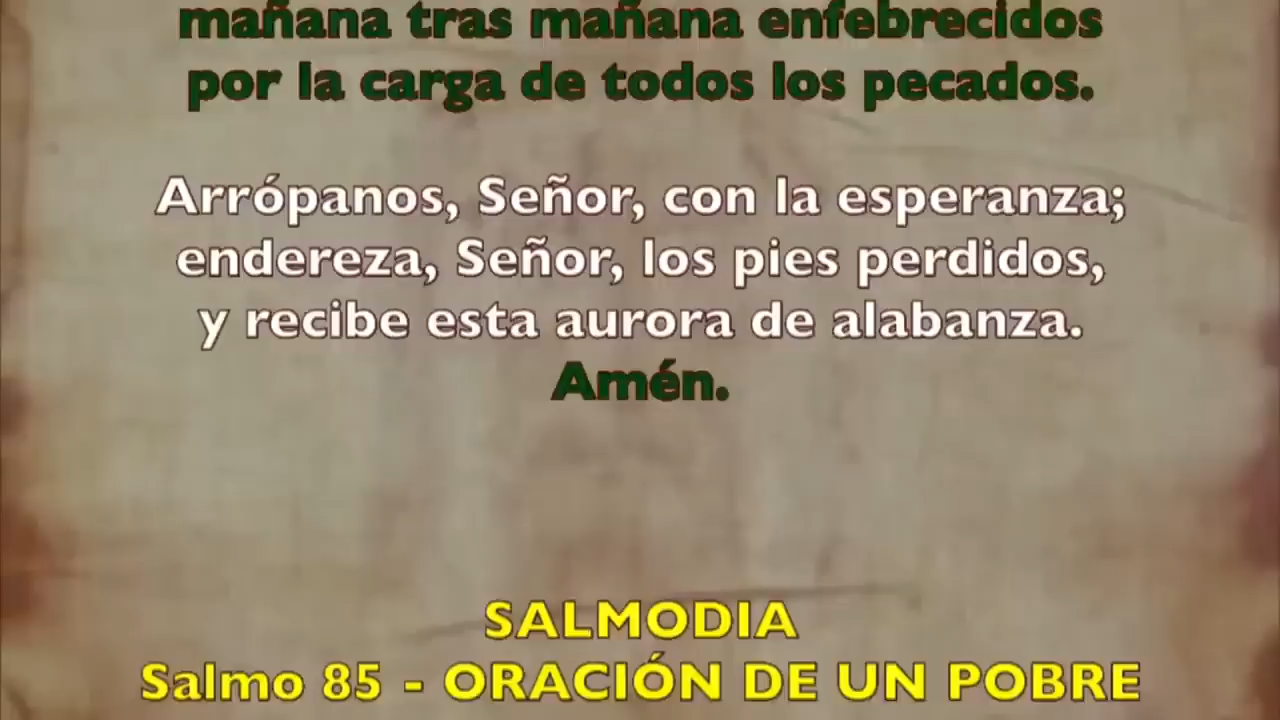 mañana tras mañana enfebrecidos
por la carga de todos los pecados.
Arrópanos, Señor, con la esperanza;
endereza, Señor, los pies perdidos,
y recibe esta aurora de alabanza.
Amén.
SALMODIA
Salmo 85 - ORACIÓN DE UN POBRE